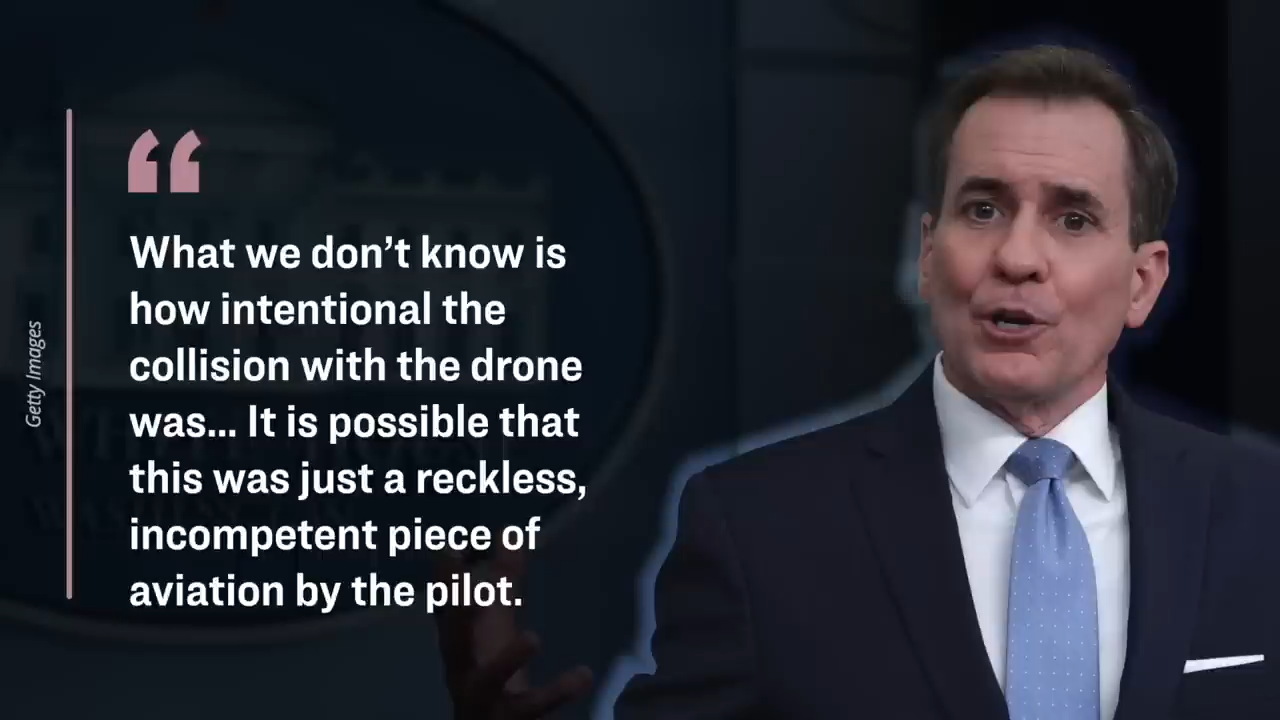 “
What we don’t know is
how intentional the
collision with the drone
was... It is possible that
this was just a reckless,
incompetent piece of
aviation by the pilot.
Getty Images